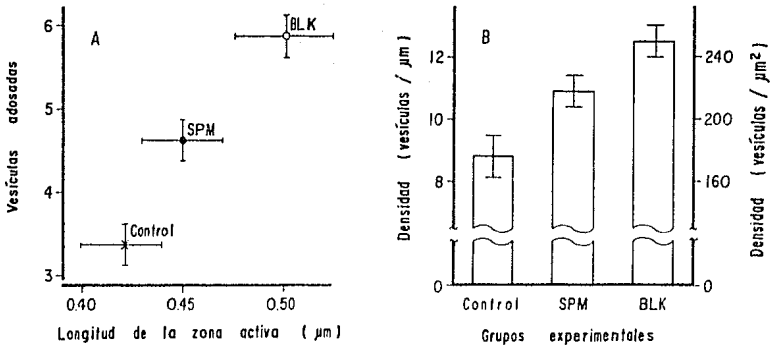 A
BLK
SPM
Control
6
5
4
3
Vesículas adosadas
0.40 0.45 0.50
Longitud de la zona activa (μm)
B
12
10
8
0
Densidad (vesículas / μm)
240
200
160
0
Densidad (vesículas / μm²)
Control SPM BLK
Grupos experimentales